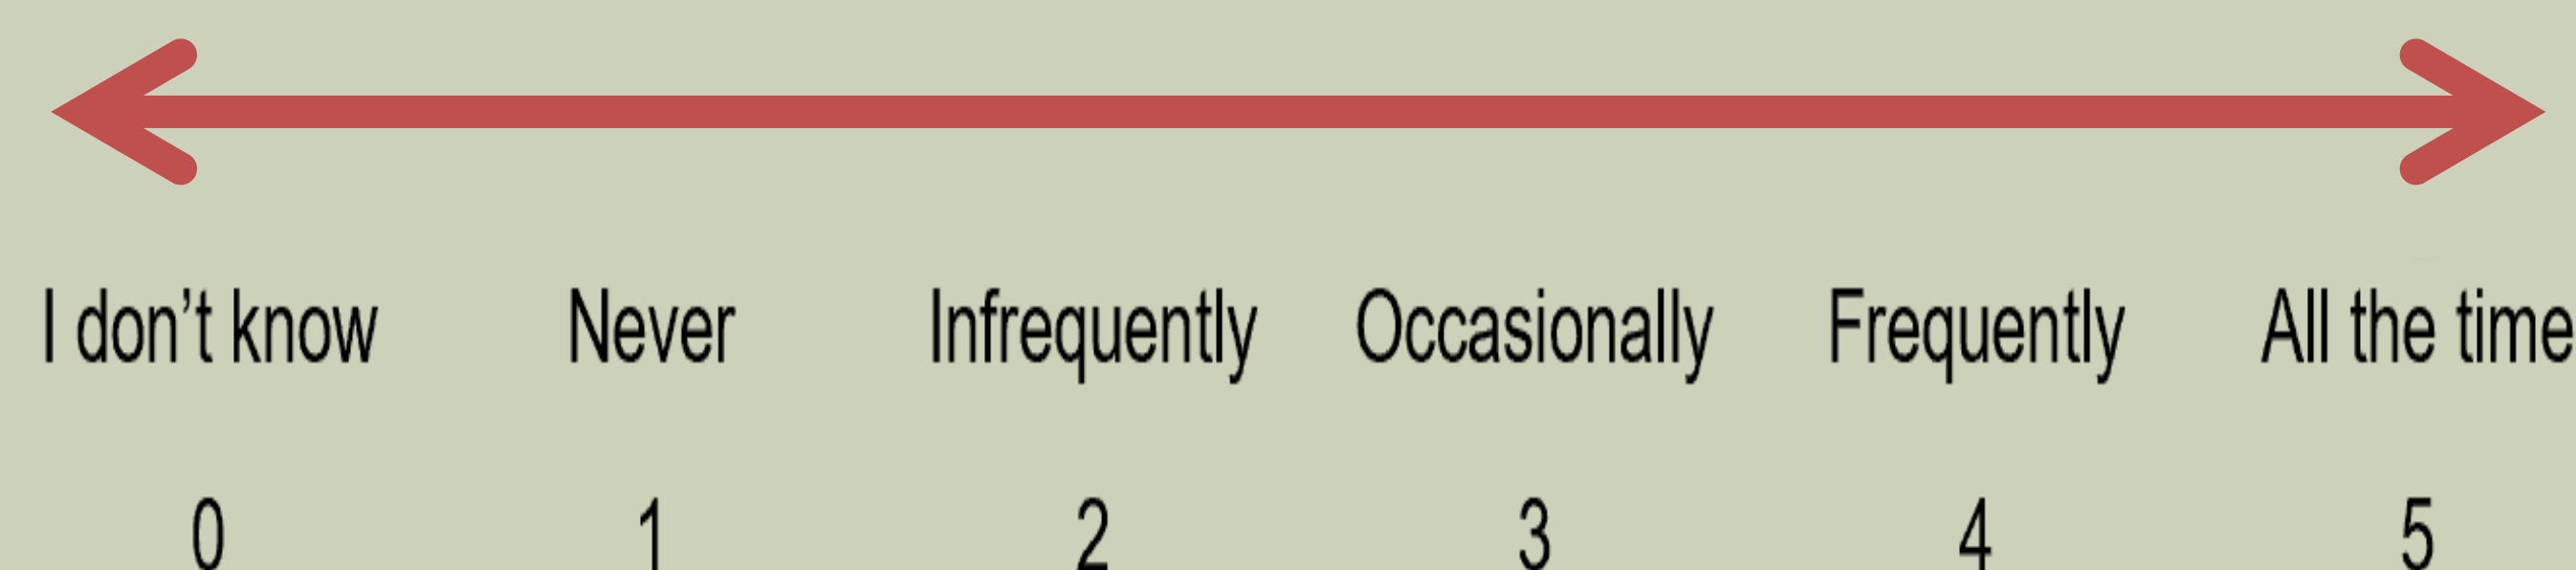 I don’t know Never Infrequently Occasionally Frequently All the time
0 1 2 3 4 5